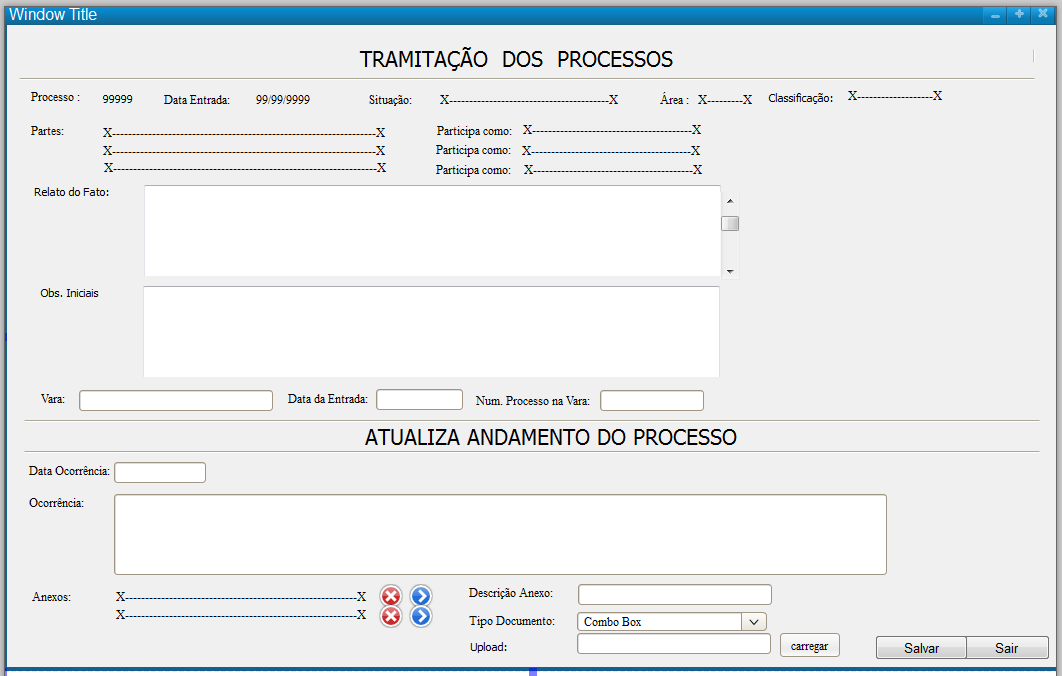 Window Title
TRAMITAÇÃO DOS PROCESSOS
Processo : 99999 Data Entrada: 99/99/9999 Situação: X----------------------------------------X Área : X---------X Classificação: X-------------------X
Partes: X------------------------------------------------------------------X Participa como: X----------------------------------------X
X------------------------------------------------------------------X Participa como: X----------------------------------------X
X------------------------------------------------------------------X Participa como: X----------------------------------------X
Relato do Fato:
Obs. Iniciais
Vara: Data da Entrada: Num. Processo na Vara:
ATUALIZA ANDAMENTO DO PROCESSO
Data Ocorrência:
Ocorrência:
Anexos: X----------------------------------------------------------X Descrição Anexo:
X----------------------------------------------------------X Tipo Documento: Combo Box
Upload: carregar Salvar Sair